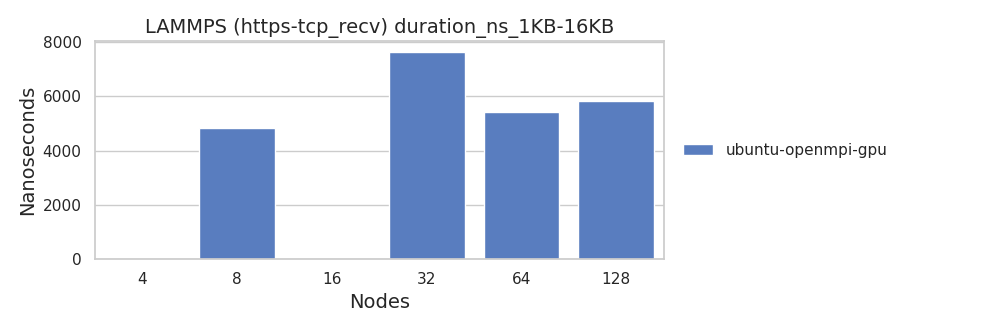 LAMMPS (https-tcp_recv) duration_ns_1KB-16KB
8000
6000
4000
2000
0
Nanoseconds
4 8 16 32 64 128
Nodes
ubuntu-openmpi-gpu